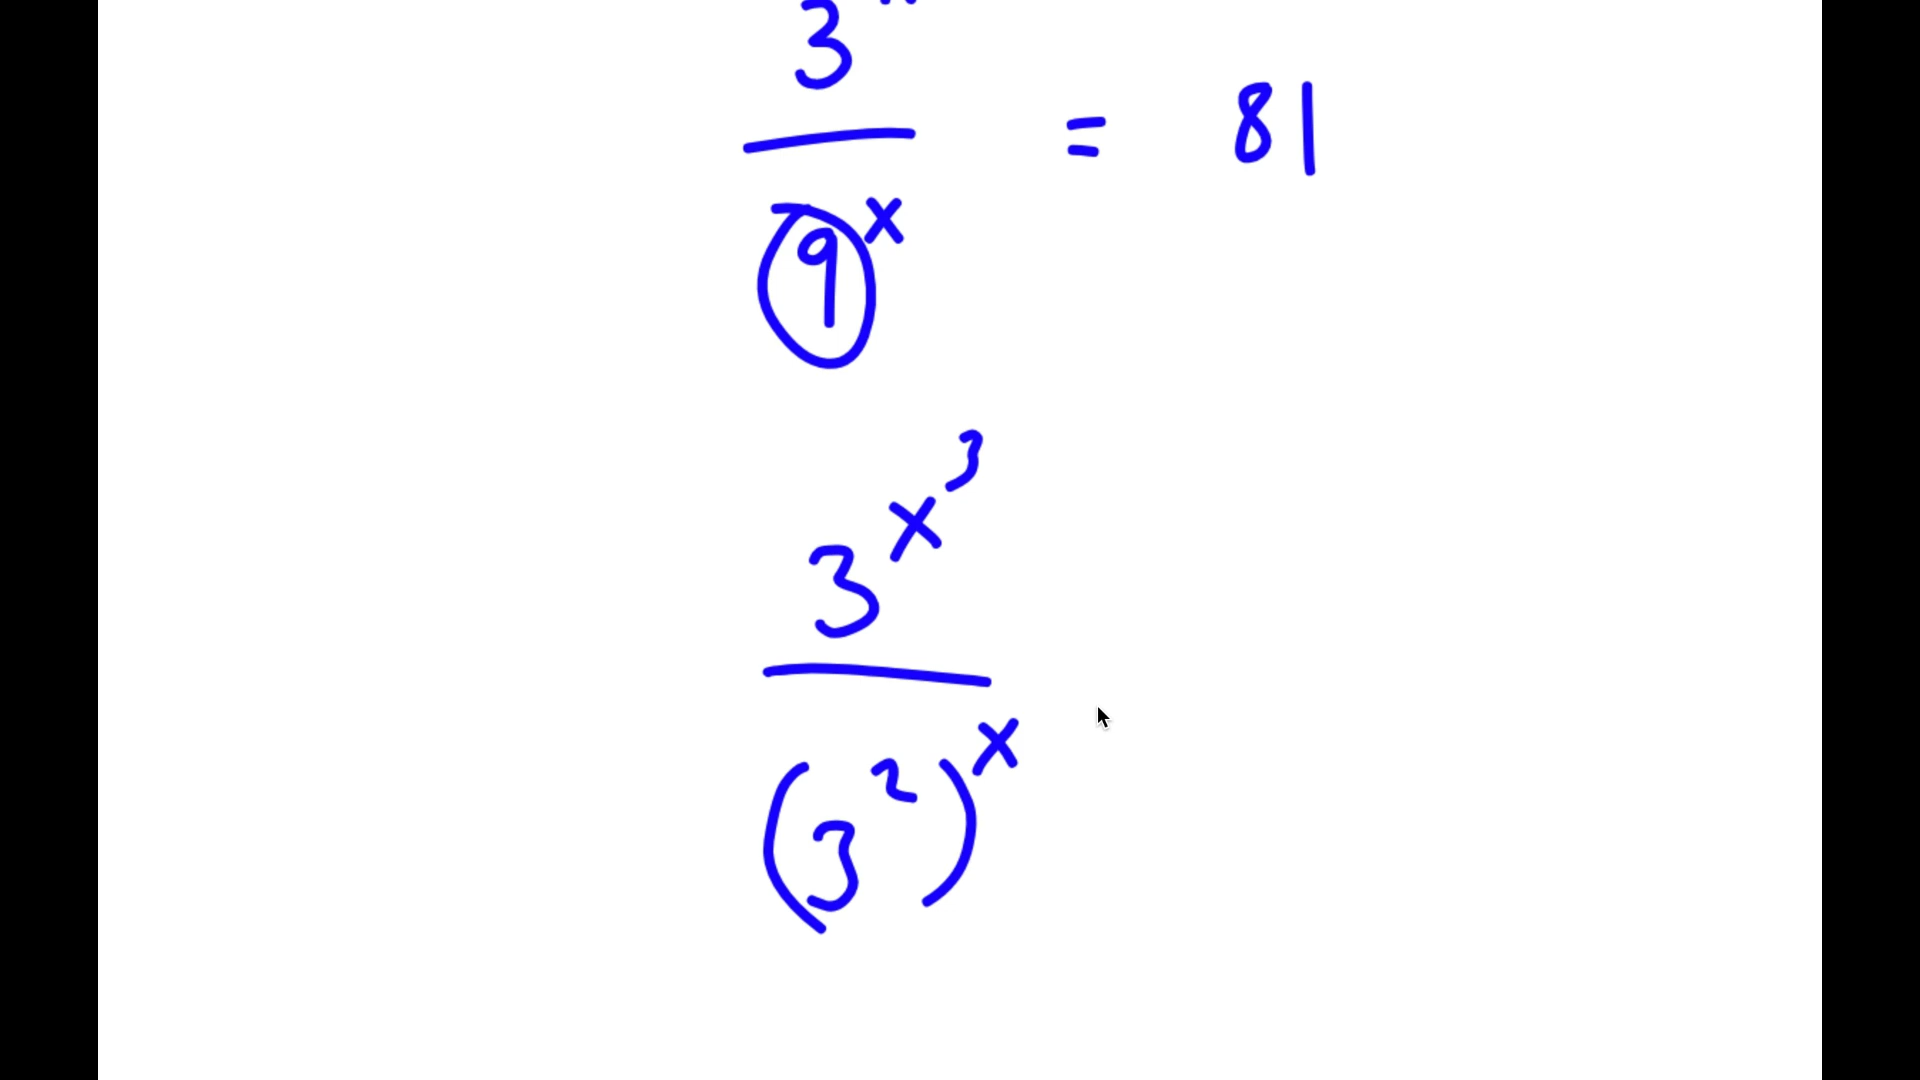 3
— = 81
9^x
3^x^3
—
(3^2)^x